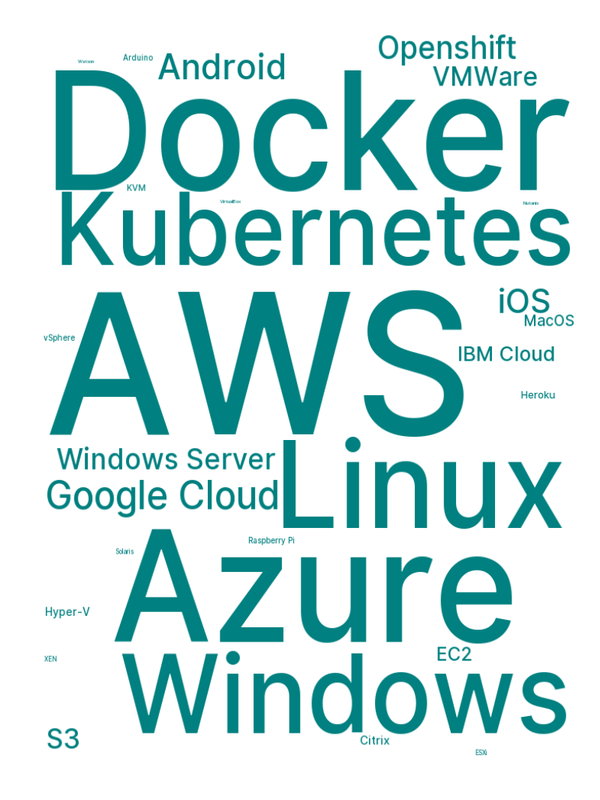 Openshift
Arduino
Android
VMWare
Docker
KVM
VirtualBox
Nutanix
Kubernetes
iOS
MacOS
AWS
vSphere
IBM Cloud
Heroku
Windows Server
Linux
Google Cloud
Raspberry Pi
Solaris
Azure
Hyper-V
EC2
XEN
Windows
S3
Citrix
ESXi